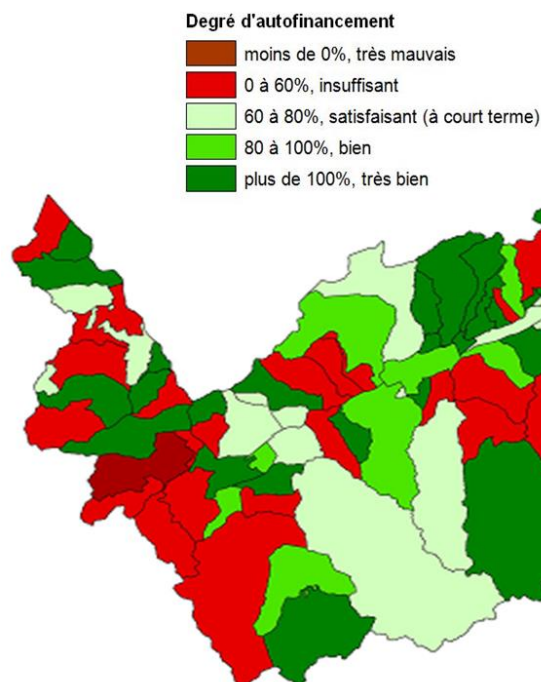 Degré d'autofinancement
moins de 0%, très mauvais
0 à 60%, insuffisant
60 à 80%, satisfaisant (à court terme)
80 à 100%, bien
plus de 100%, très bien